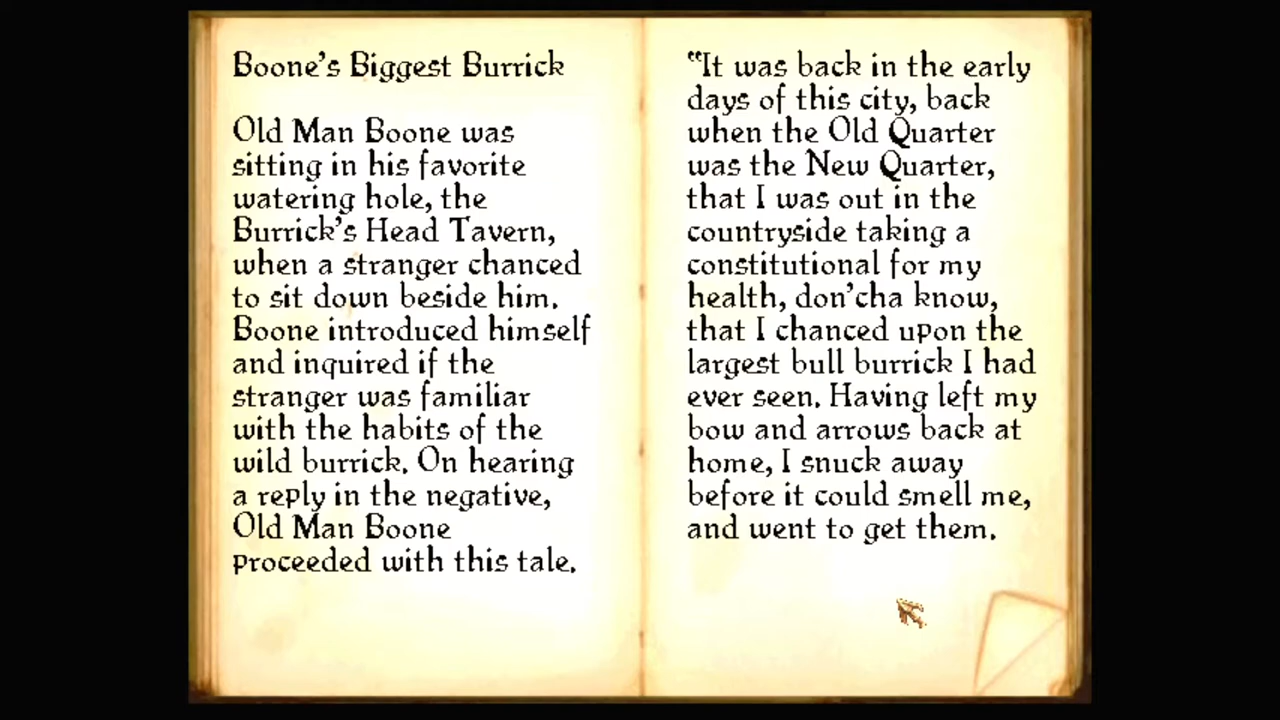 Boone's Biggest Burrick
Old Man Boone was
sitting in his favorite
watering hole, the
Burrick's Head Tavern,
when a stranger chanced
to sit down beside him.
Boone introduced himself
and inquired if the
stranger was familiar
with the habits of the
wild burrick. On hearing
a reply in the negative,
Old Man Boone
proceeded with this tale.
“It was back in the early
days of this city, back
when the Old Quarter
was the New Quarter,
that I was out in the
countryside taking a
constitutional for my
health, don'cha know,
that I chanced upon the
largest bull burrick I had
ever seen. Having left my
bow and arrows back at
home, I snuck away
before it could smell me,
and went to get them.